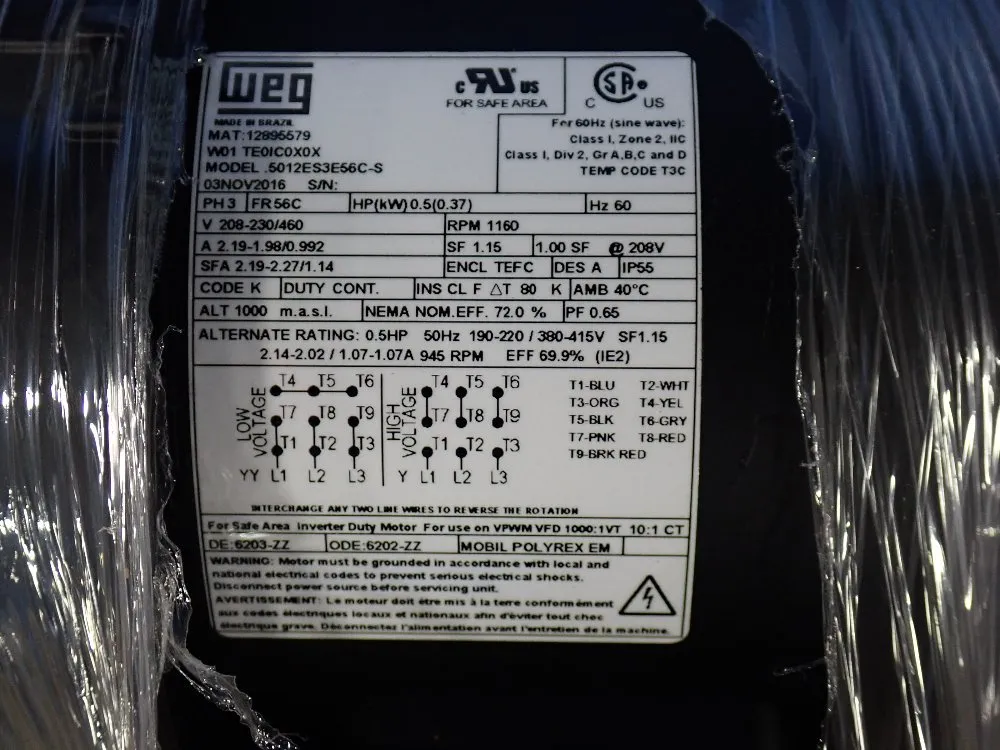 weg
c RU us
FOR SAFE AREA
SA
C US
MADE IN BRAZIL
MAT:12895579
W01 TE0IC0X0X
MODEL .5012ES3E56C-S
03NOV2016 S/N:
For 60Hz (sine wave):
Class I, Zone 2, IIC
Class I, Div 2, Gr A,B,C and D
TEMP CODE T3C
PH 3 FR 56C HP(kW) 0.5(0.37) Hz 60
V 208-230/460 RPM 1160
A 2.19-1.98/0.992 SF 1.15 1.00 SF @ 208V
SFA 2.19-2.27/1.14 ENCL TEFC DES A IP55
CODE K DUTY CONT. INS CL F △T 80 K AMB 40°C
ALT 1000 m.a.s.l. NEMA NOM.EFF. 72.0 % PF 0.65
ALTERNATE RATING: 0.5HP 50Hz 190-220 / 380-415V SF1.15
2.14-2.02 / 1.07-1.07A 945 RPM EFF 69.9% (IE2)
LOW VOLTAGE
T4 T5 T6
T7 T8 T9
T1 T2 T3
YY L1 L2 L3
HIGH VOLTAGE
T4 T5 T6
T7 T8 T9
T1 T2 T3
Y L1 L2 L3
T1-BLU T2-WHT
T3-ORG T4-YEL
T5-BLK T6-GRY
T7-PNK T8-RED
T9-BRK RED
INTERCHANGE ANY TWO LINE WIRES TO REVERSE THE ROTATION
For Safe Area Inverter Duty Motor For use on VPWM VFD 1000:1VT 10:1 CT
DE:6203-ZZ ODE:6202-ZZ MOBIL POLYREX EM
WARNING: Motor must be grounded in accordance with local and
national electrical codes to prevent serious electrical shocks.
Disconnect power source before servicing unit.
AVERTISSEMENT: Le moteur doit être mis à la terre conformément
aux codes électriques locaux et nationaux afin d'éviter tout choc
électrique grave. Déconnectez l'alimentation avant l'entretien de la machine.